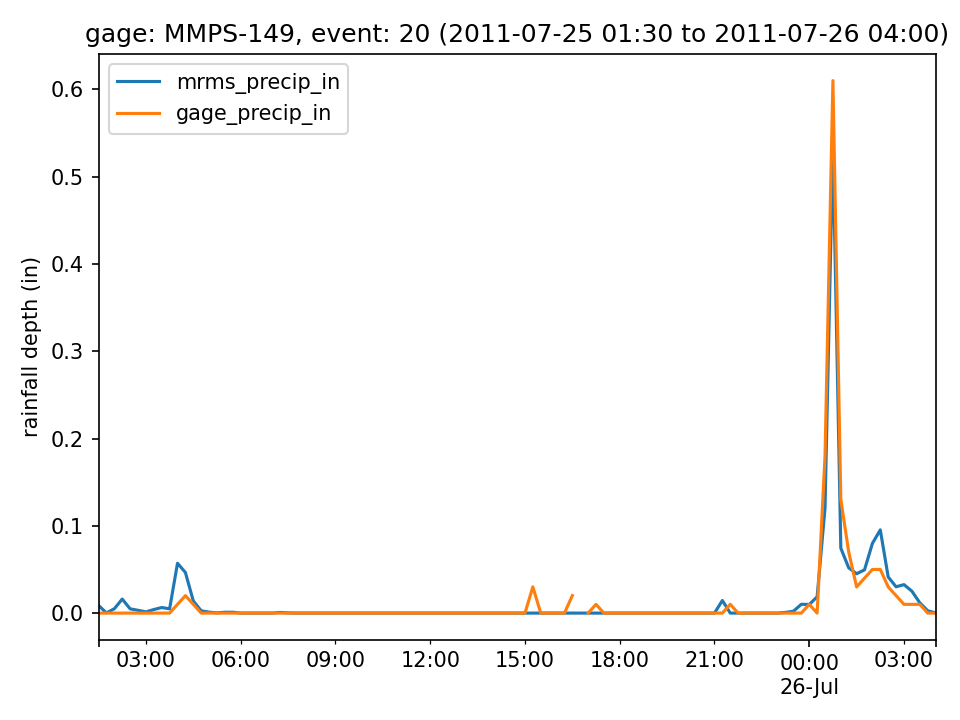 gage: MMPS-149, event: 20 (2011-07-25 01:30 to 2011-07-26 04:00)
mrms_precip_in
gage_precip_in
rainfall depth (in)
0.6
0.5
0.4
0.3
0.2
0.1
0.0
03:00 06:00 09:00 12:00 15:00 18:00 21:00 00:00 03:00
26-Jul